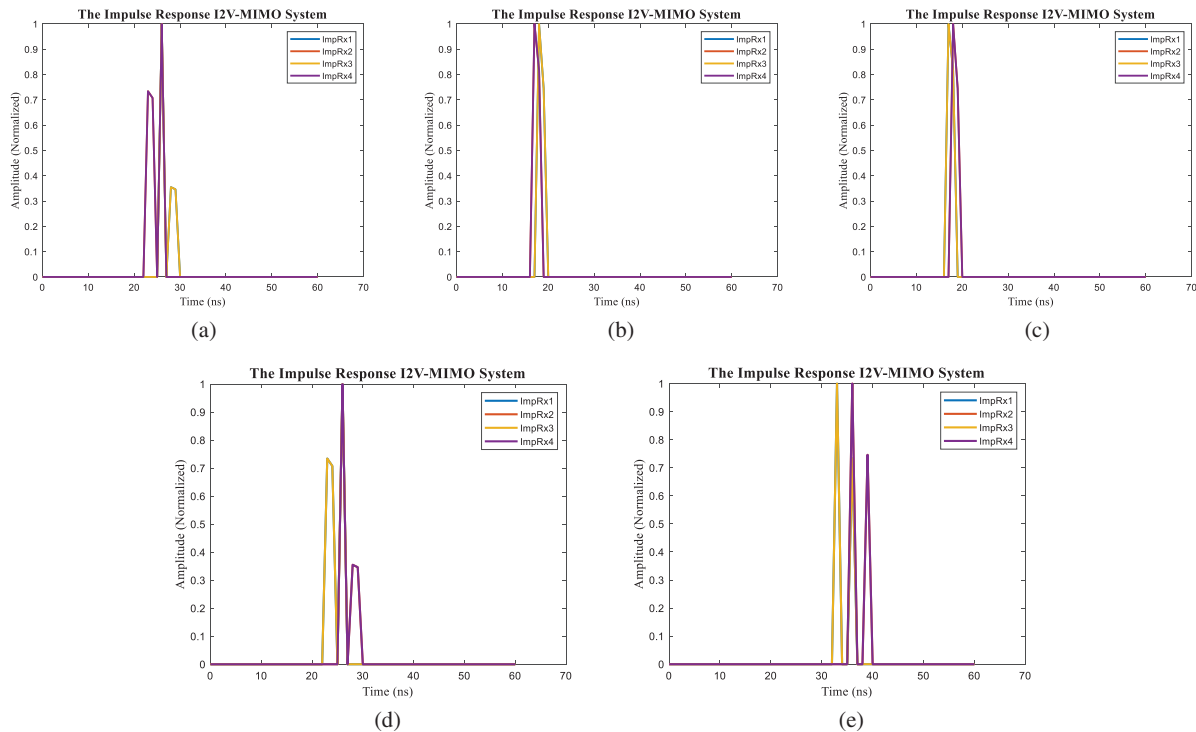 The Impulse Response I2V-MIMO System
Amplitude (Normalized)
1
0.9
0.8
0.7
0.6
0.5
0.4
0.3
0.2
0.1
0
0 10 20 30 40 50 60 70
Time (ns)
ImpRx1
ImpRx2
ImpRx3
ImpRx4
(a)
The Impulse Response I2V-MIMO System
Amplitude (Normalized)
1
0.9
0.8
0.7
0.6
0.5
0.4
0.3
0.2
0.1
0
0 10 20 30 40 50 60 70
Time (ns)
ImpRx1
ImpRx2
ImpRx3
ImpRx4
(b)
The Impulse Response I2V-MIMO System
Amplitude (Normalized)
1
0.9
0.8
0.7
0.6
0.5
0.4
0.3
0.2
0.1
0
0 10 20 30 40 50 60 70
Time (ns)
ImpRx1
ImpRx2
ImpRx3
ImpRx4
(c)
The Impulse Response I2V-MIMO System
Amplitude (Normalized)
1
0.9
0.8
0.7
0.6
0.5
0.4
0.3
0.2
0.1
0
0 10 20 30 40 50 60 70
Time (ns)
ImpRx1
ImpRx2
ImpRx3
ImpRx4
(d)
The Impulse Response I2V-MIMO System
Amplitude (Normalized)
1
0.9
0.8
0.7
0.6
0.5
0.4
0.3
0.2
0.1
0
0 10 20 30 40 50 60 70
Time (ns)
ImpRx1
ImpRx2
ImpRx3
ImpRx4
(e)